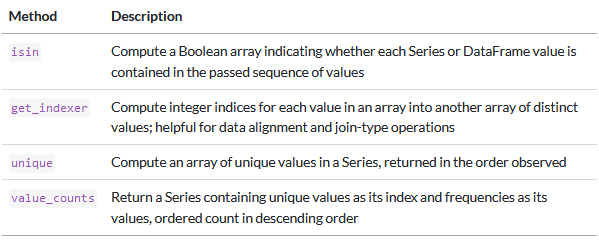 Method Description
isin Compute a Boolean array indicating whether each Series or DataFrame value is
contained in the passed sequence of values
get_indexer Compute integer indices for each value in an array into another array of distinct
values; helpful for data alignment and join-type operations
unique Compute an array of unique values in a Series, returned in the order observed
value_counts Return a Series containing unique values as its index and frequencies as its
values, ordered count in descending order